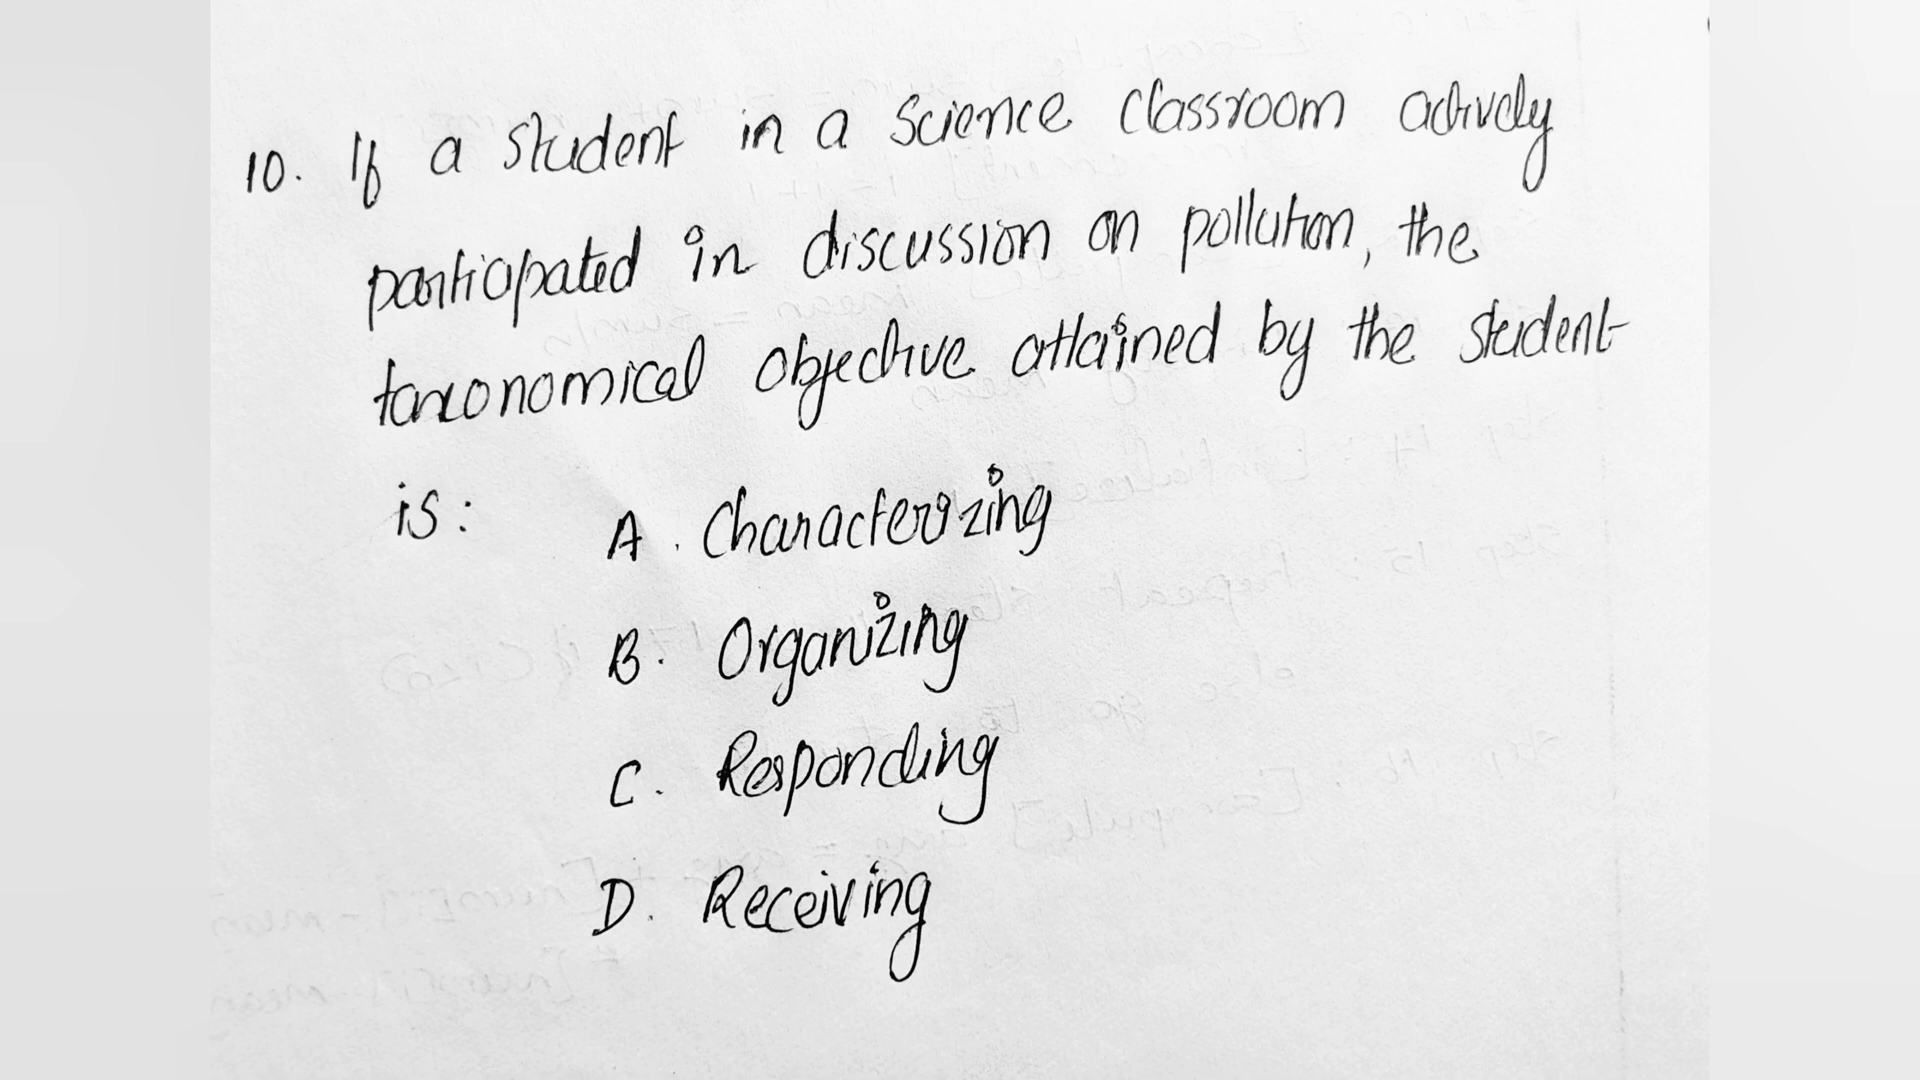 10. If a student in a Science classroom actively
participated in discussion on pollution, the
taxonomical objective attained by the student
is: A. Characterizing
B. Organizing
C. Responding
D. Receiving